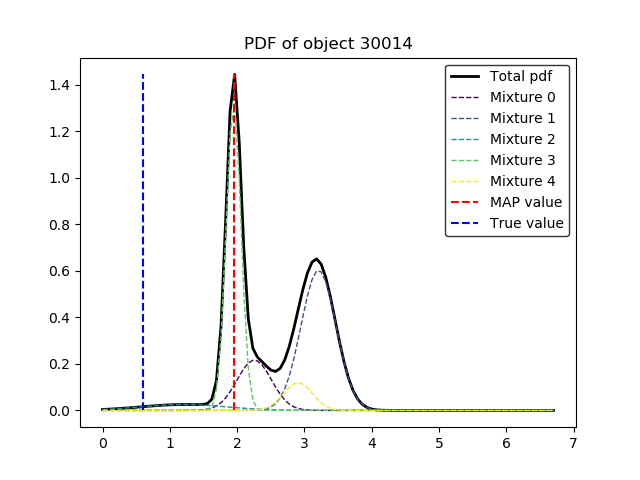 PDF of object 30014
Total pdf
Mixture 0
Mixture 1
Mixture 2
Mixture 3
Mixture 4
MAP value
True value
1.4
1.2
1.0
0.8
0.6
0.4
0.2
0.0
0 1 2 3 4 5 6 7